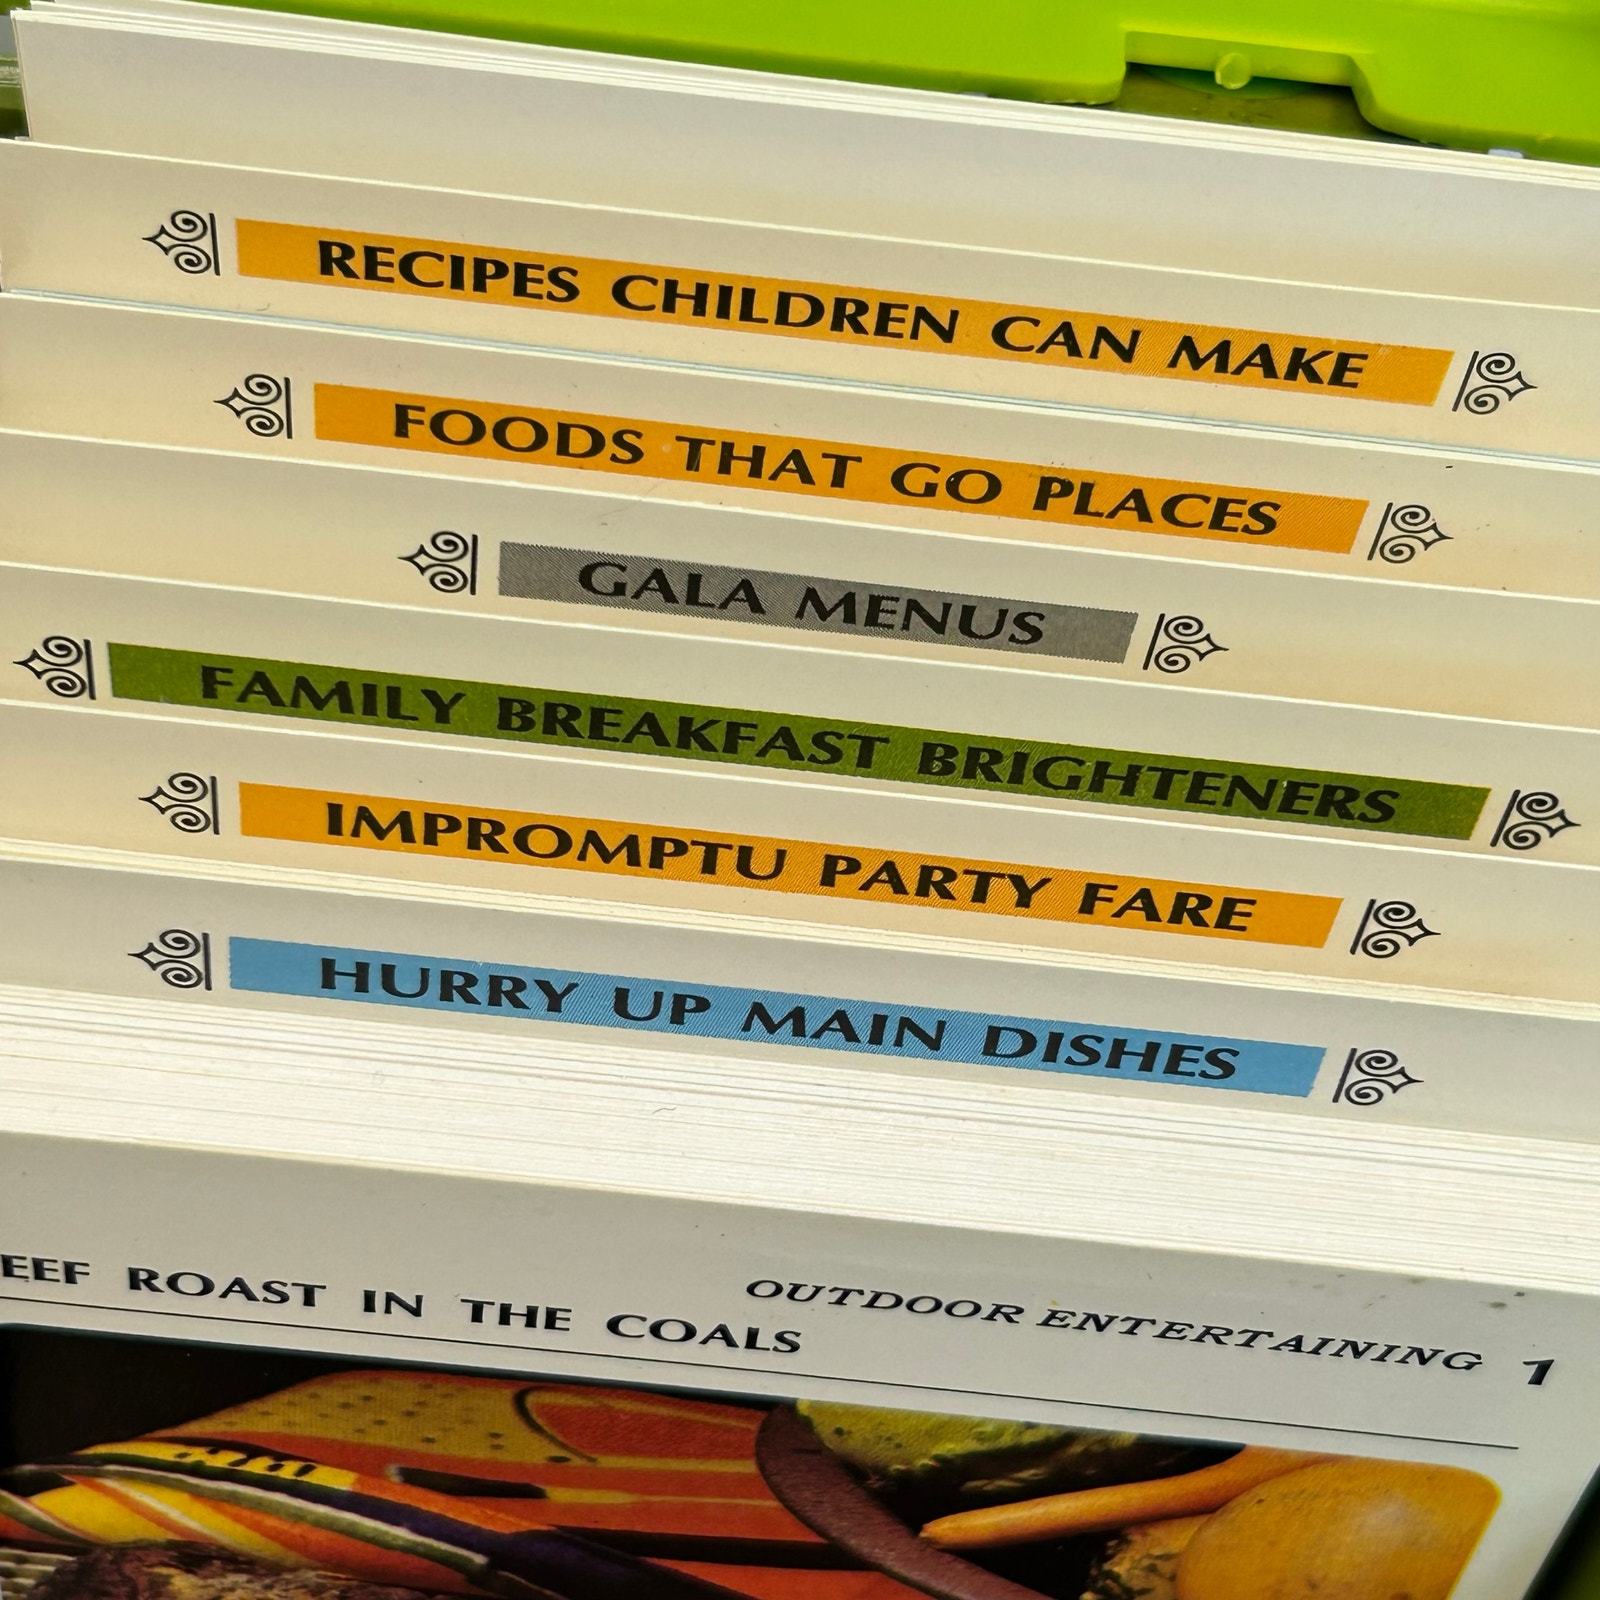 RECIPES CHILDREN CAN MAKE
FOODS THAT GO PLACES
GALA MENUS
FAMILY BREAKFAST BRIGHTENERS
IMPROMPTU PARTY FARE
HURRY UP MAIN DISHES
EEF ROAST IN THE COALS
OUTDOOR ENTERTAINING 1